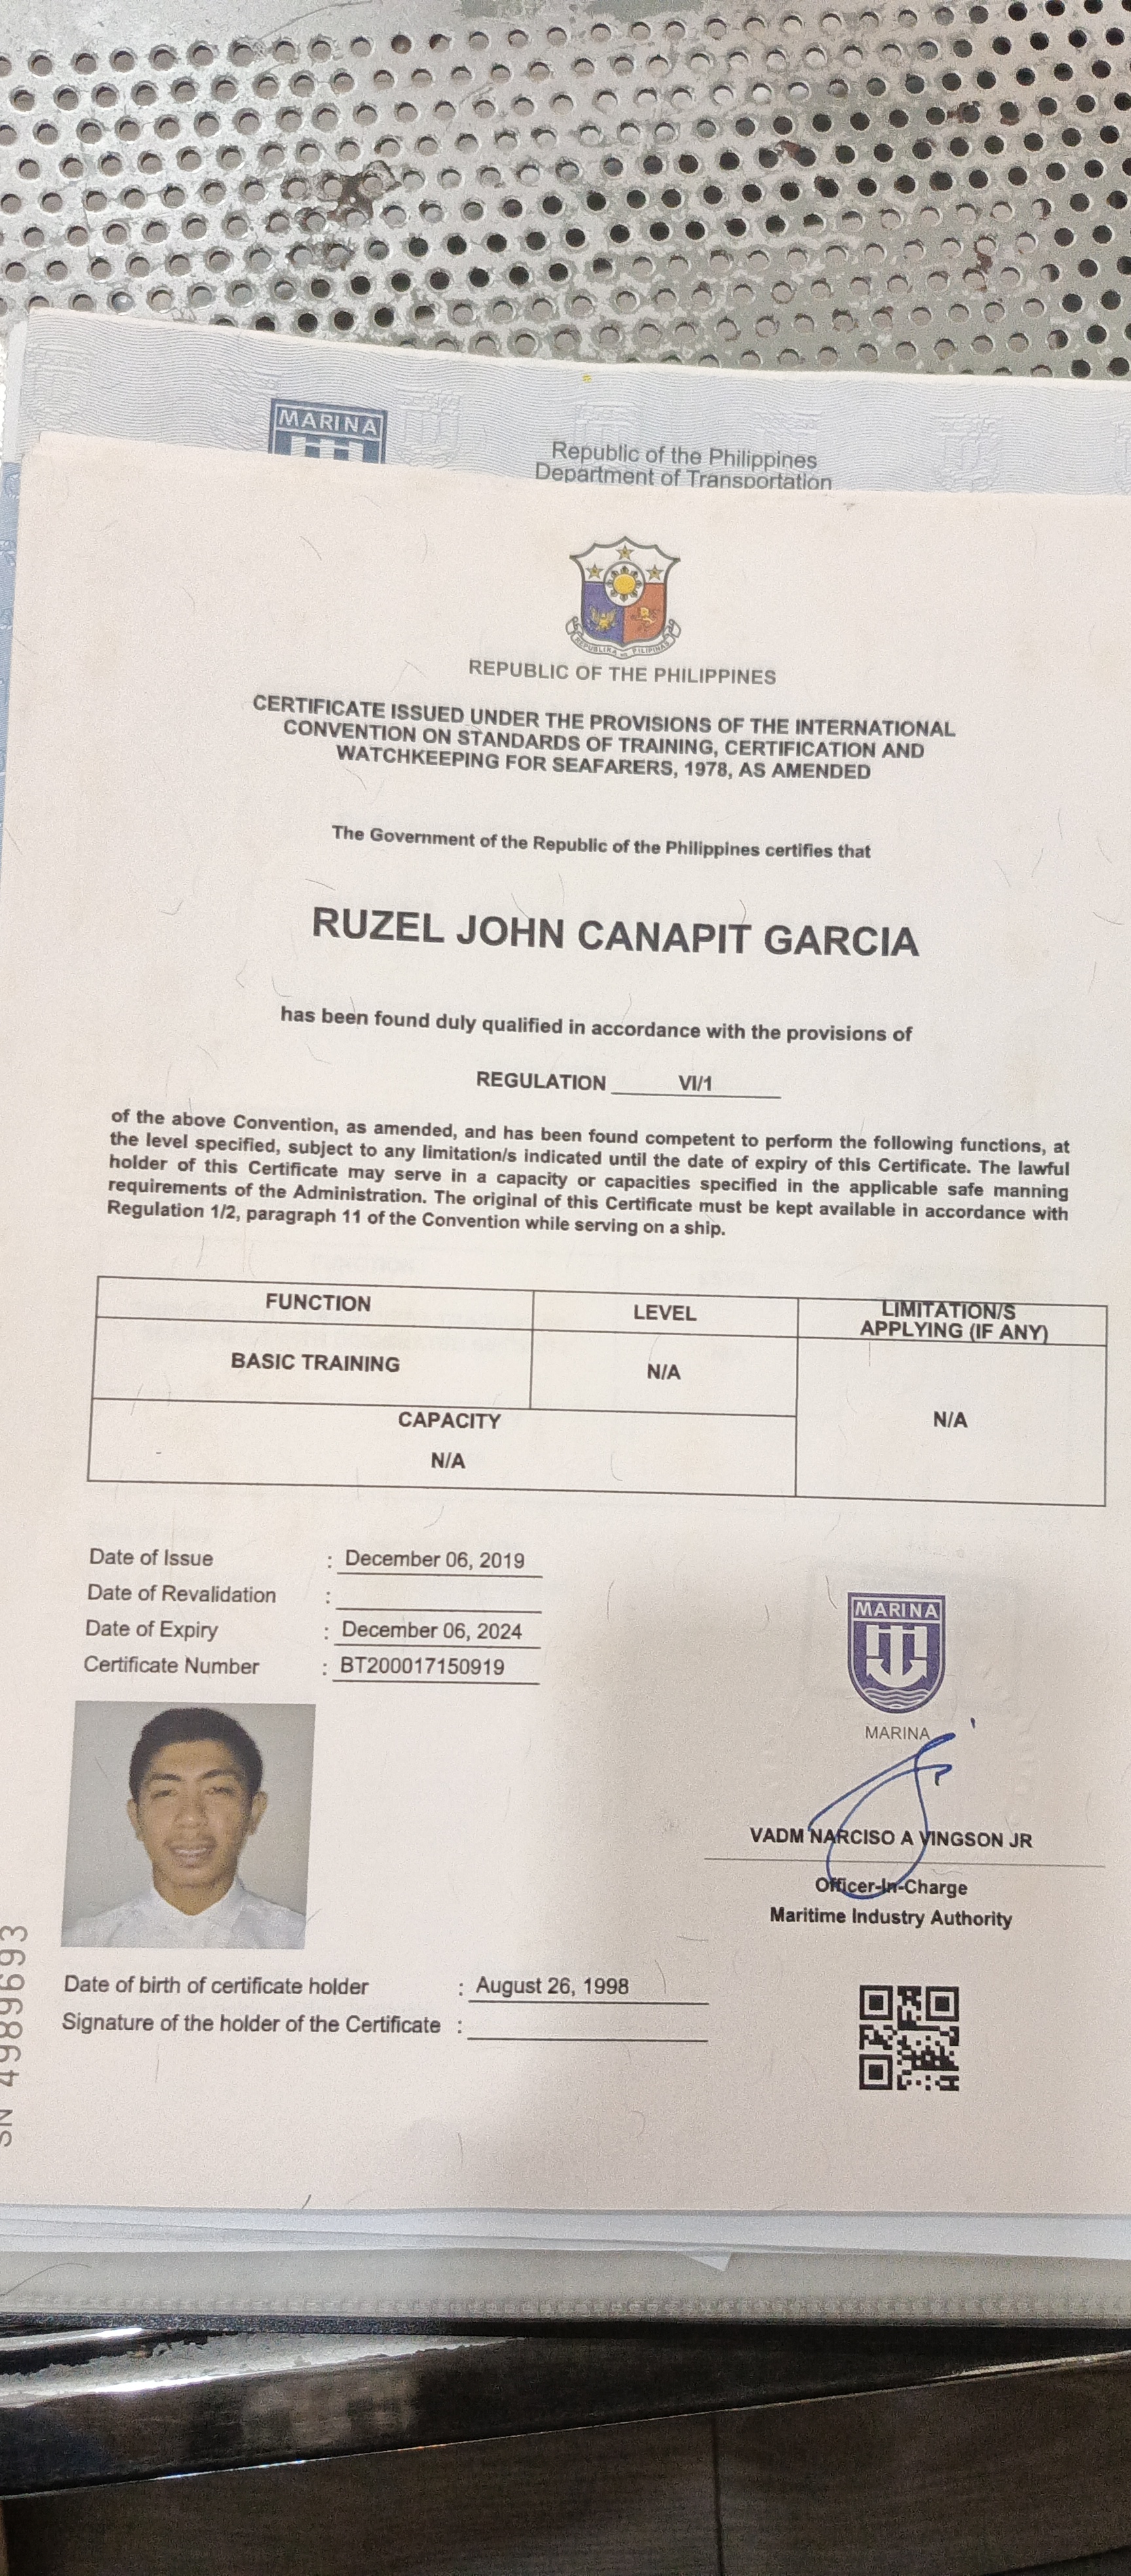 MARINA
Republic of the Philippines
Department of Transportation
REPUBLIKA NG PILIPINAS
REPUBLIC OF THE PHILIPPINES
CERTIFICATE ISSUED UNDER THE PROVISIONS OF THE INTERNATIONAL
CONVENTION ON STANDARDS OF TRAINING, CERTIFICATION AND
WATCHKEEPING FOR SEAFARERS, 1978, AS AMENDED
The Government of the Republic of the Philippines certifies that
RUZEL JOHN CANAPIT GARCIA
has been found duly qualified in accordance with the provisions of
REGULATION VI/1
of the above Convention, as amended, and has been found competent to perform the following functions, at
the level specified, subject to any limitation/s indicated until the date of expiry of this Certificate. The lawful
holder of this Certificate may serve in a capacity or capacities specified in the applicable safe manning
requirements of the Administration. The original of this Certificate must be kept available in accordance with
Regulation 1/2, paragraph 11 of the Convention while serving on a ship.
FUNCTION LEVEL LIMITATION/S
APPLYING (IF ANY)
BASIC TRAINING N/A
CAPACITY N/A
N/A
Date of Issue : December 06, 2019
Date of Revalidation :
Date of Expiry : December 06, 2024
Certificate Number : BT200017150919
MARINA
MARINA
VADM NARCISO A VINGSON JR
Officer-In-Charge
Maritime Industry Authority
Date of birth of certificate holder : August 26, 1998
Signature of the holder of the Certificate :
SN 4989693